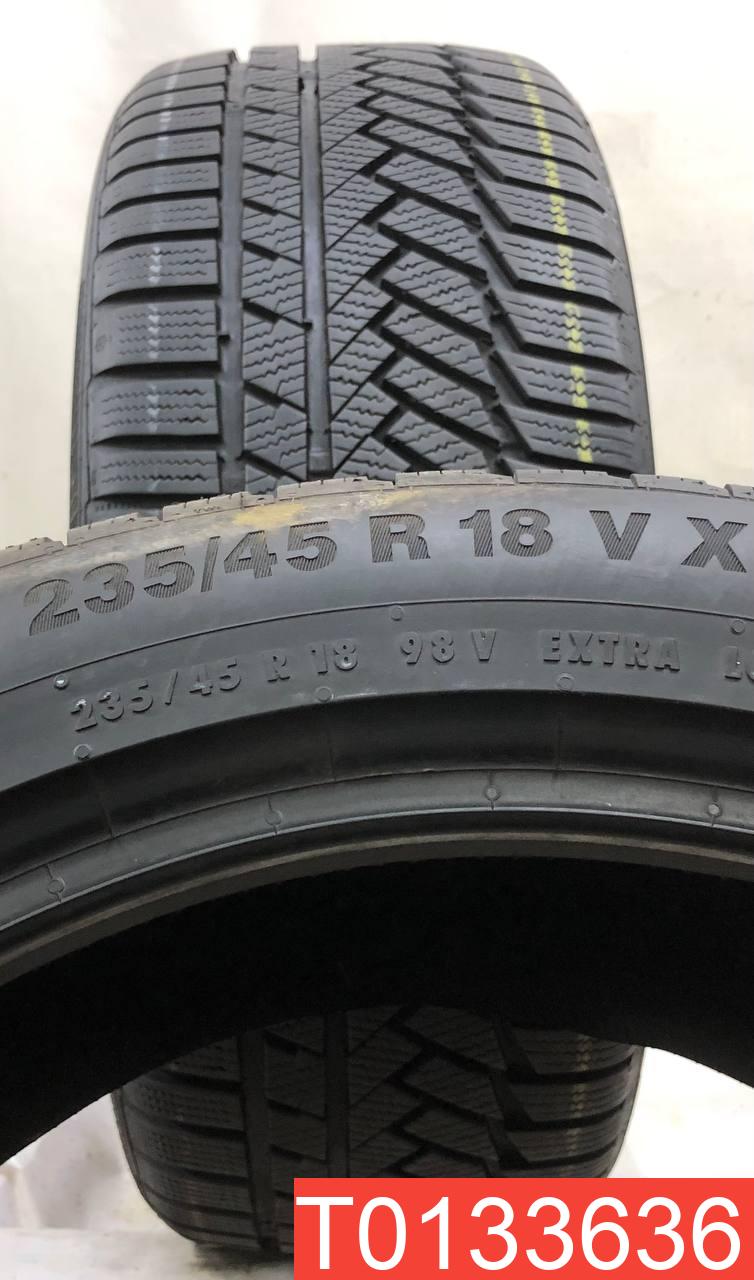 235/45 R 18 V X
235/45 R 18 98 V EXTRA
T0133636